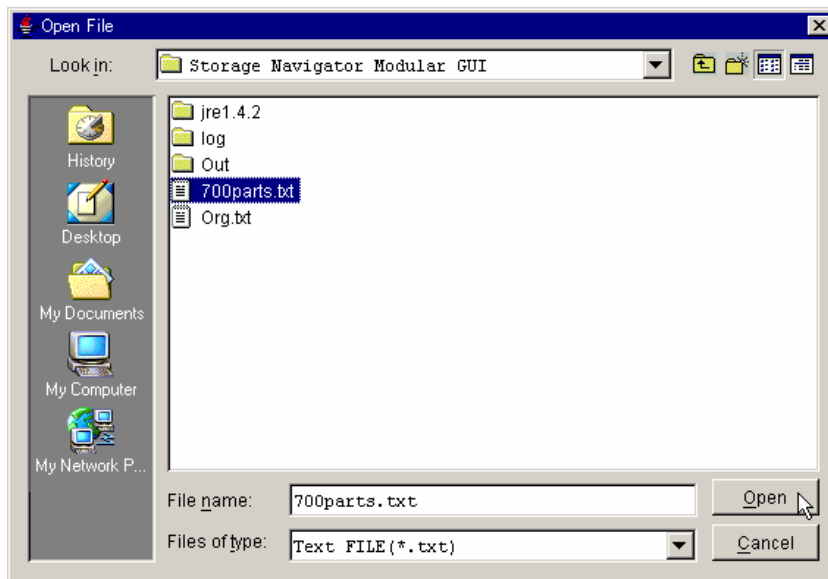 Open File
Look in: Storage Navigator Modular GUI
History
Desktop
My Documents
My Computer
My Network P...
jre1.4.2
log
Out
700parts.txt
Org.txt
File name: 700parts.txt
Open
Files of type: Text FILE(*.txt)
Cancel